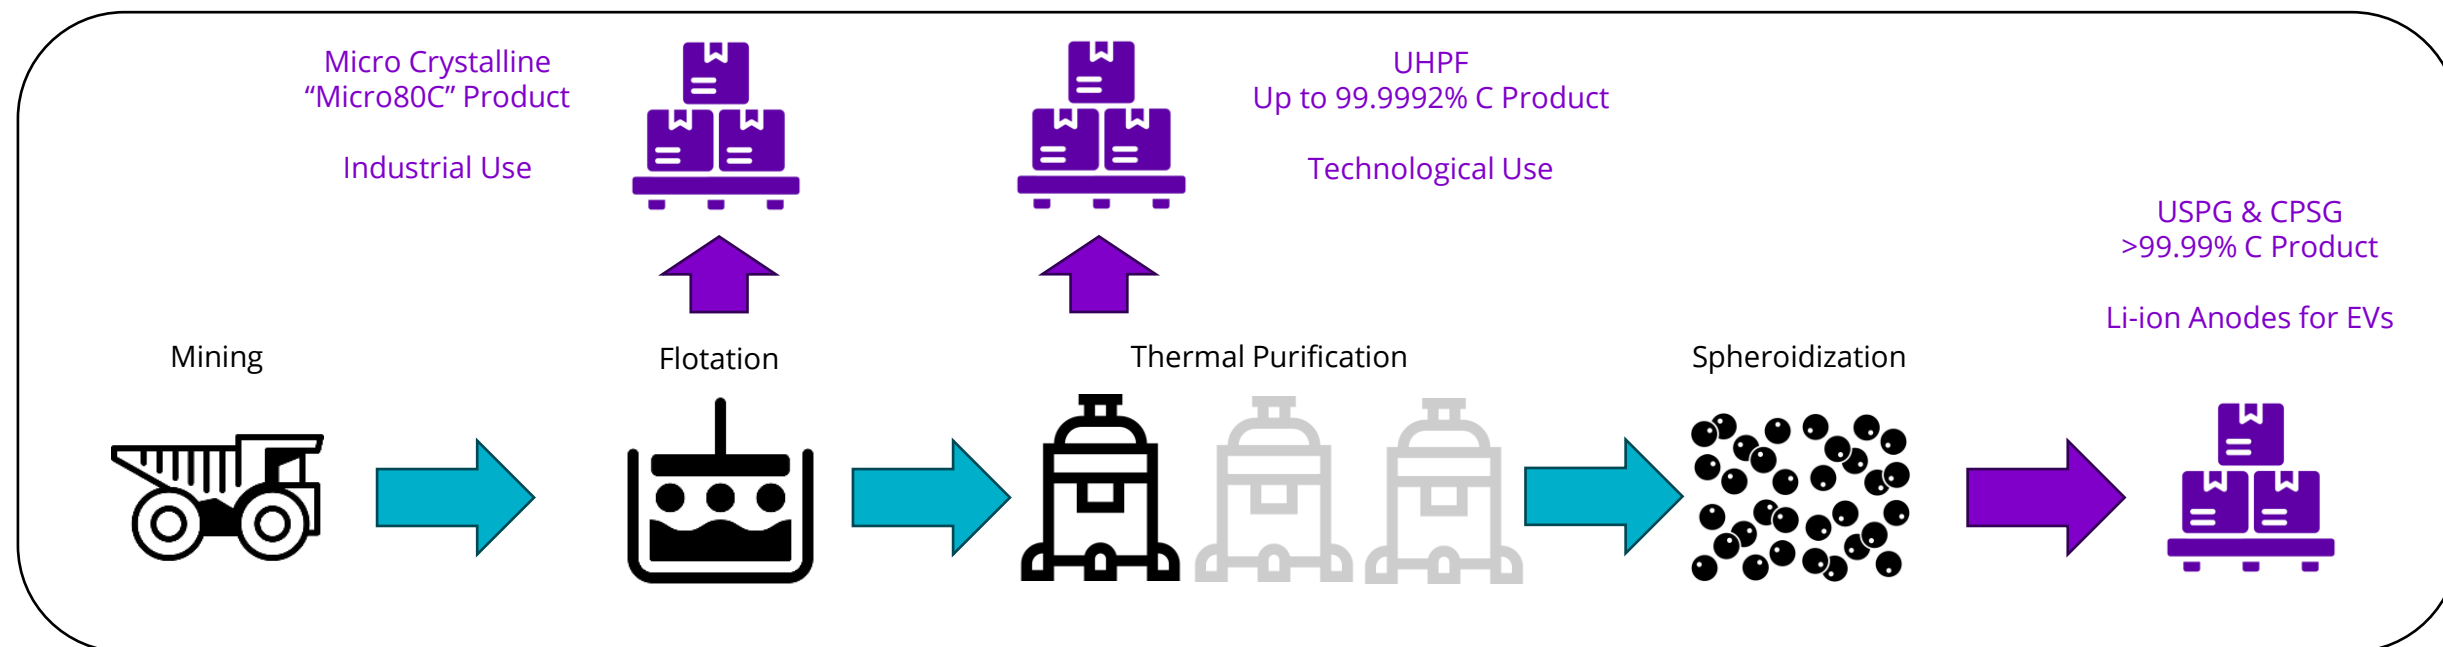 Micro Crystalline
“Micro80C” Product
Industrial Use
UHPF
Up to 99.9992% C Product
Technological Use
USPG & CPSG
>99.99% C Product
Li-ion Anodes for EVs
Mining
Flotation
Thermal Purification
Spheroidization